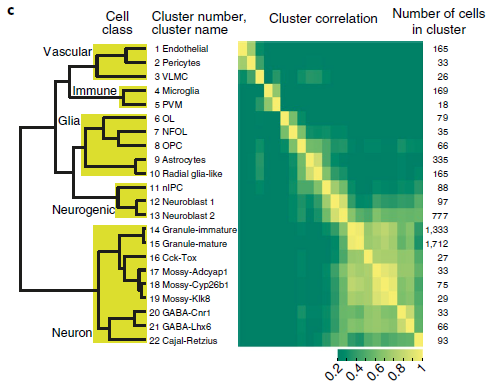 c
Cell class
Cluster number, cluster name
Cluster correlation
Number of cells in cluster
Vascular
1 Endothelial 165
2 Pericytes 33
3 VLMC 26
Immune
4 Microglia 169
5 PVM 18
Glia
6 OL 79
7 NFOL 35
8 OPC 66
9 Astrocytes 335
10 Radial glia-like 165
Neurogenic
11 nIPC 88
12 Neuroblast 1 97
13 Neuroblast 2 777
14 Granule-immature 1,333
15 Granule-mature 1,712
16 Cck-Tox 27
17 Mossy-Adcyap1 33
18 Mossy-Cyp26b1 75
19 Mossy-Klk8 29
Neuron
20 GABA-Cnr1 33
21 GABA-Lhx6 66
22 Cajal-Retzius 93
0.2 0.4 0.6 0.8 1